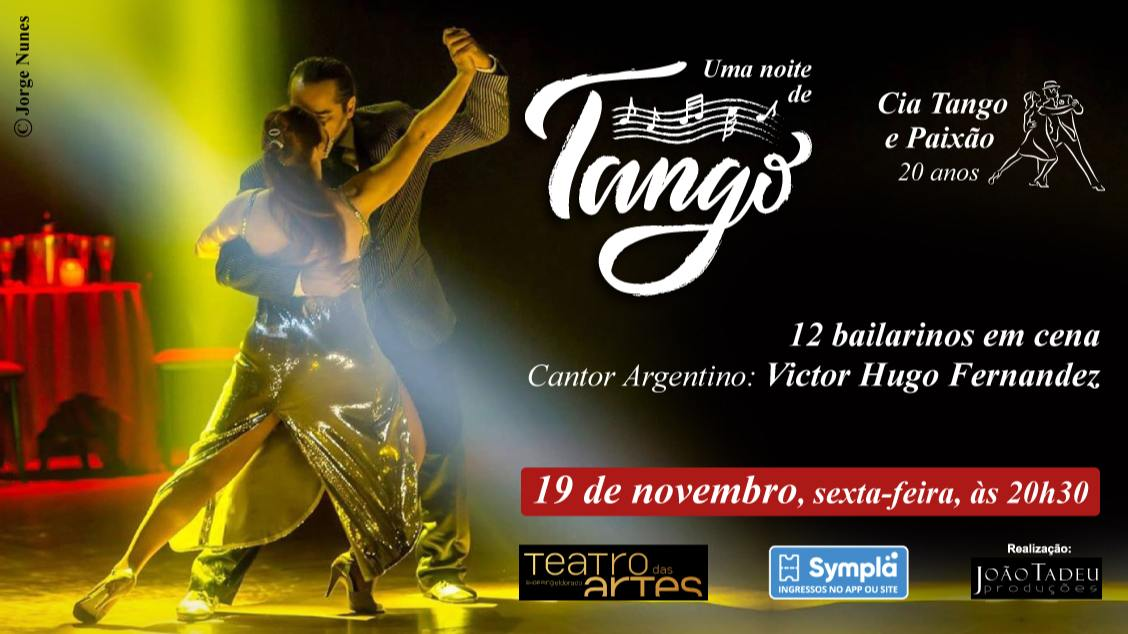 © Jorge Nunes
Uma noite
de
Tango
Cia Tango
e Paixão
20 anos
12 bailarinos em cena
Cantor Argentino: Victor Hugo Fernandez
19 de novembro, sexta-feira, às 20h30
TEATRO das
SHOPPING eldorado
artes
Sympla
INGRESSOS NO APP OU SITE
Realização:
JOÃO TADEU
produções